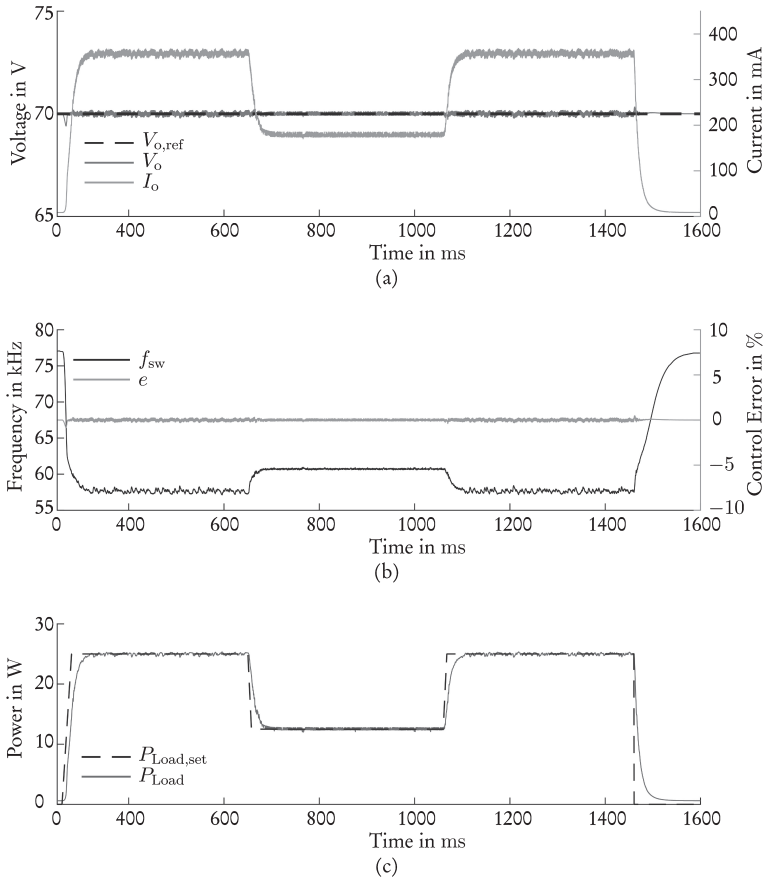 75
70
65
Voltage in V
400
300
200
100
0
Current in mA
V_o,ref
V_o
I_o
0 400 600 800 1000 1200 1400 1600
Time in ms
(a)
80
75
70
65
60
55
Frequency in kHz
10
5
0
−5
−10
Control Error in %
f_sw
e
0 400 600 800 1000 1200 1400 1600
Time in ms
(b)
30
20
10
0
Power in W
P_Load,set
P_Load
0 400 600 800 1000 1200 1400 1600
Time in ms
(c)